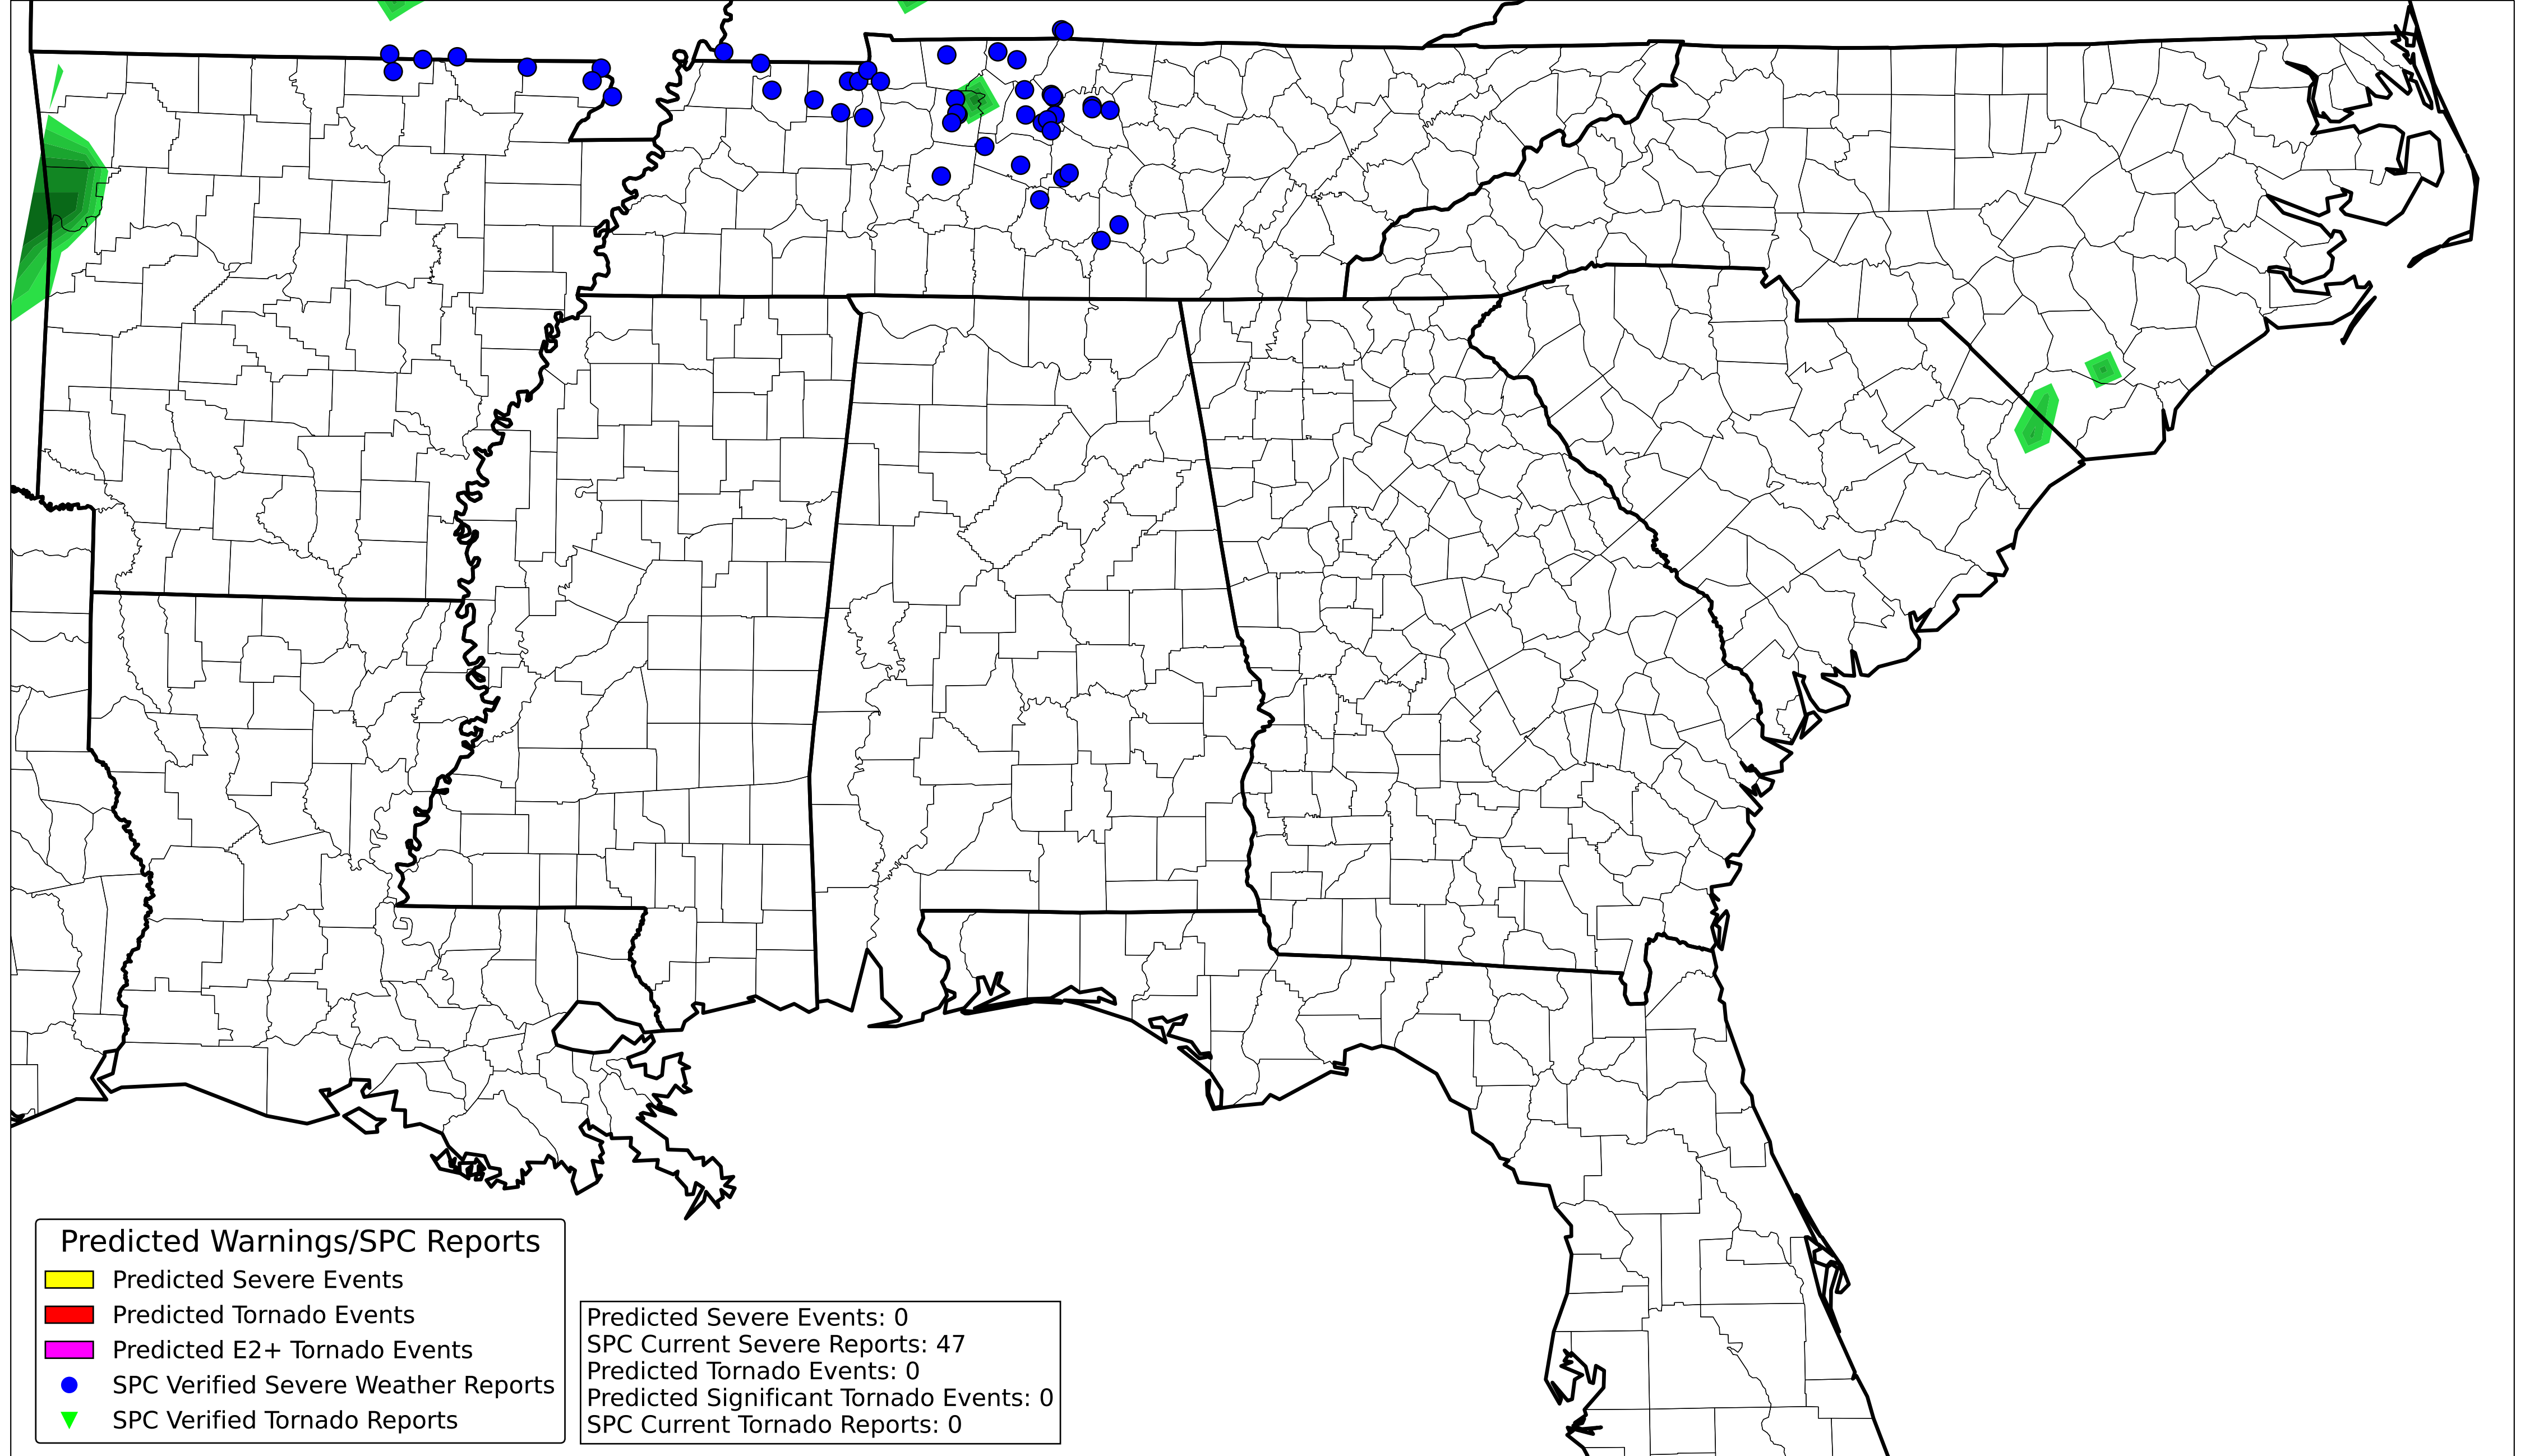 Predicted Warnings/SPC Reports
Predicted Severe Events
Predicted Tornado Events
Predicted E2+ Tornado Events
SPC Verified Severe Weather Reports
SPC Verified Tornado Reports
Predicted Severe Events: 0
SPC Current Severe Reports: 47
Predicted Tornado Events: 0
Predicted Significant Tornado Events: 0
SPC Current Tornado Reports: 0